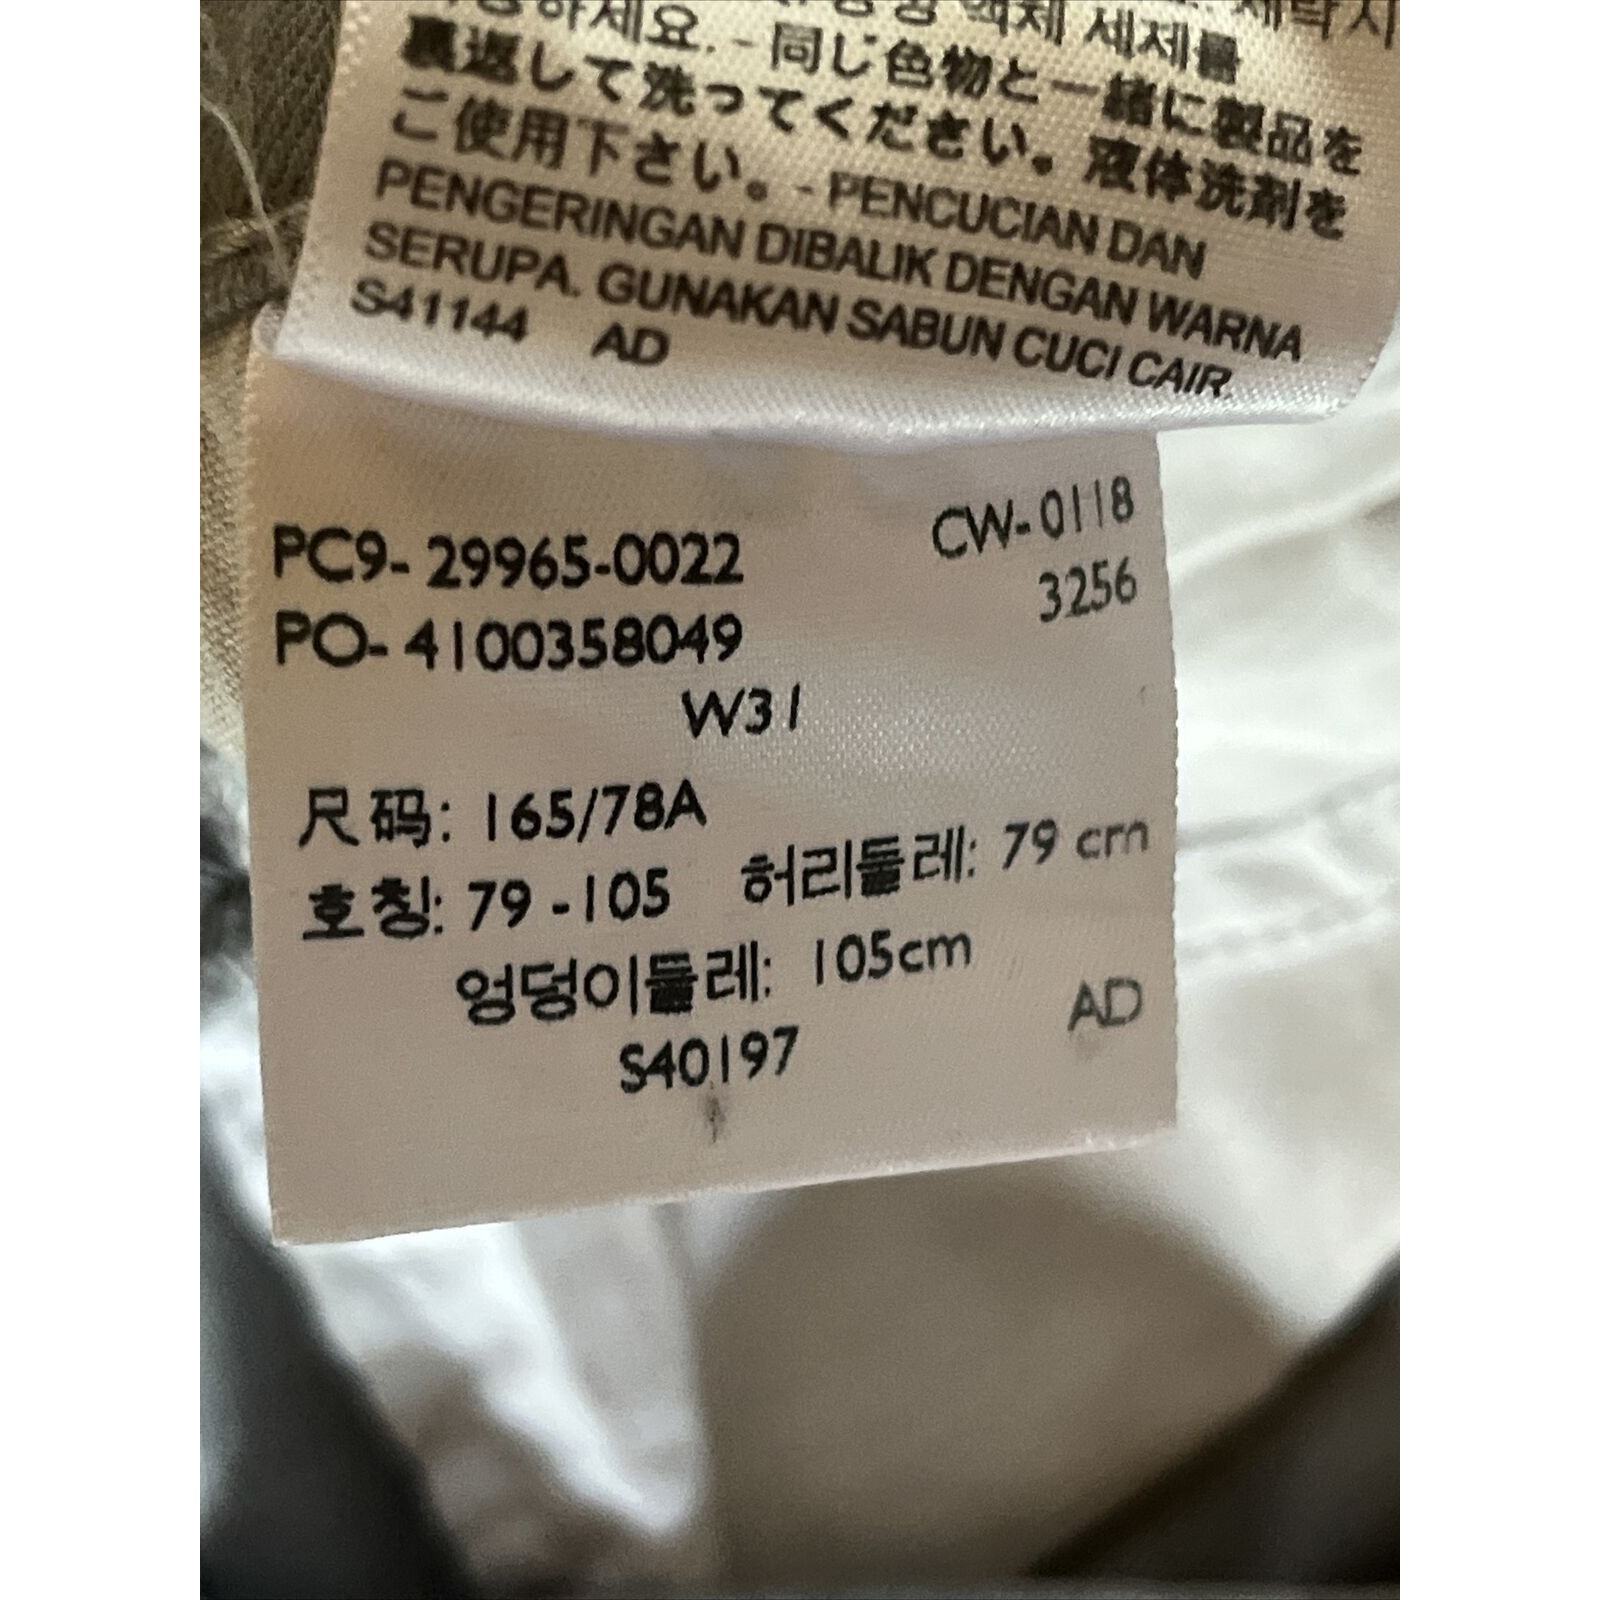 하세요. - 同じ色物と一緒に製品を
액체 세제를
裏返して洗ってください。液体洗剤を
ご使用下さい。- PENCUCIAN DAN
PENGERINGAN DIBALIK DENGAN WARNA
SERUPA. GUNAKAN SABUN CUCI CAIR.
S41144 AD
PC9- 29965-0022 CW-0118
PO- 4100358049 3256
W31
尺码: 165/78A
호칭: 79 -105 허리둘레: 79 cm
엉덩이둘레: 105cm
S40197 AD